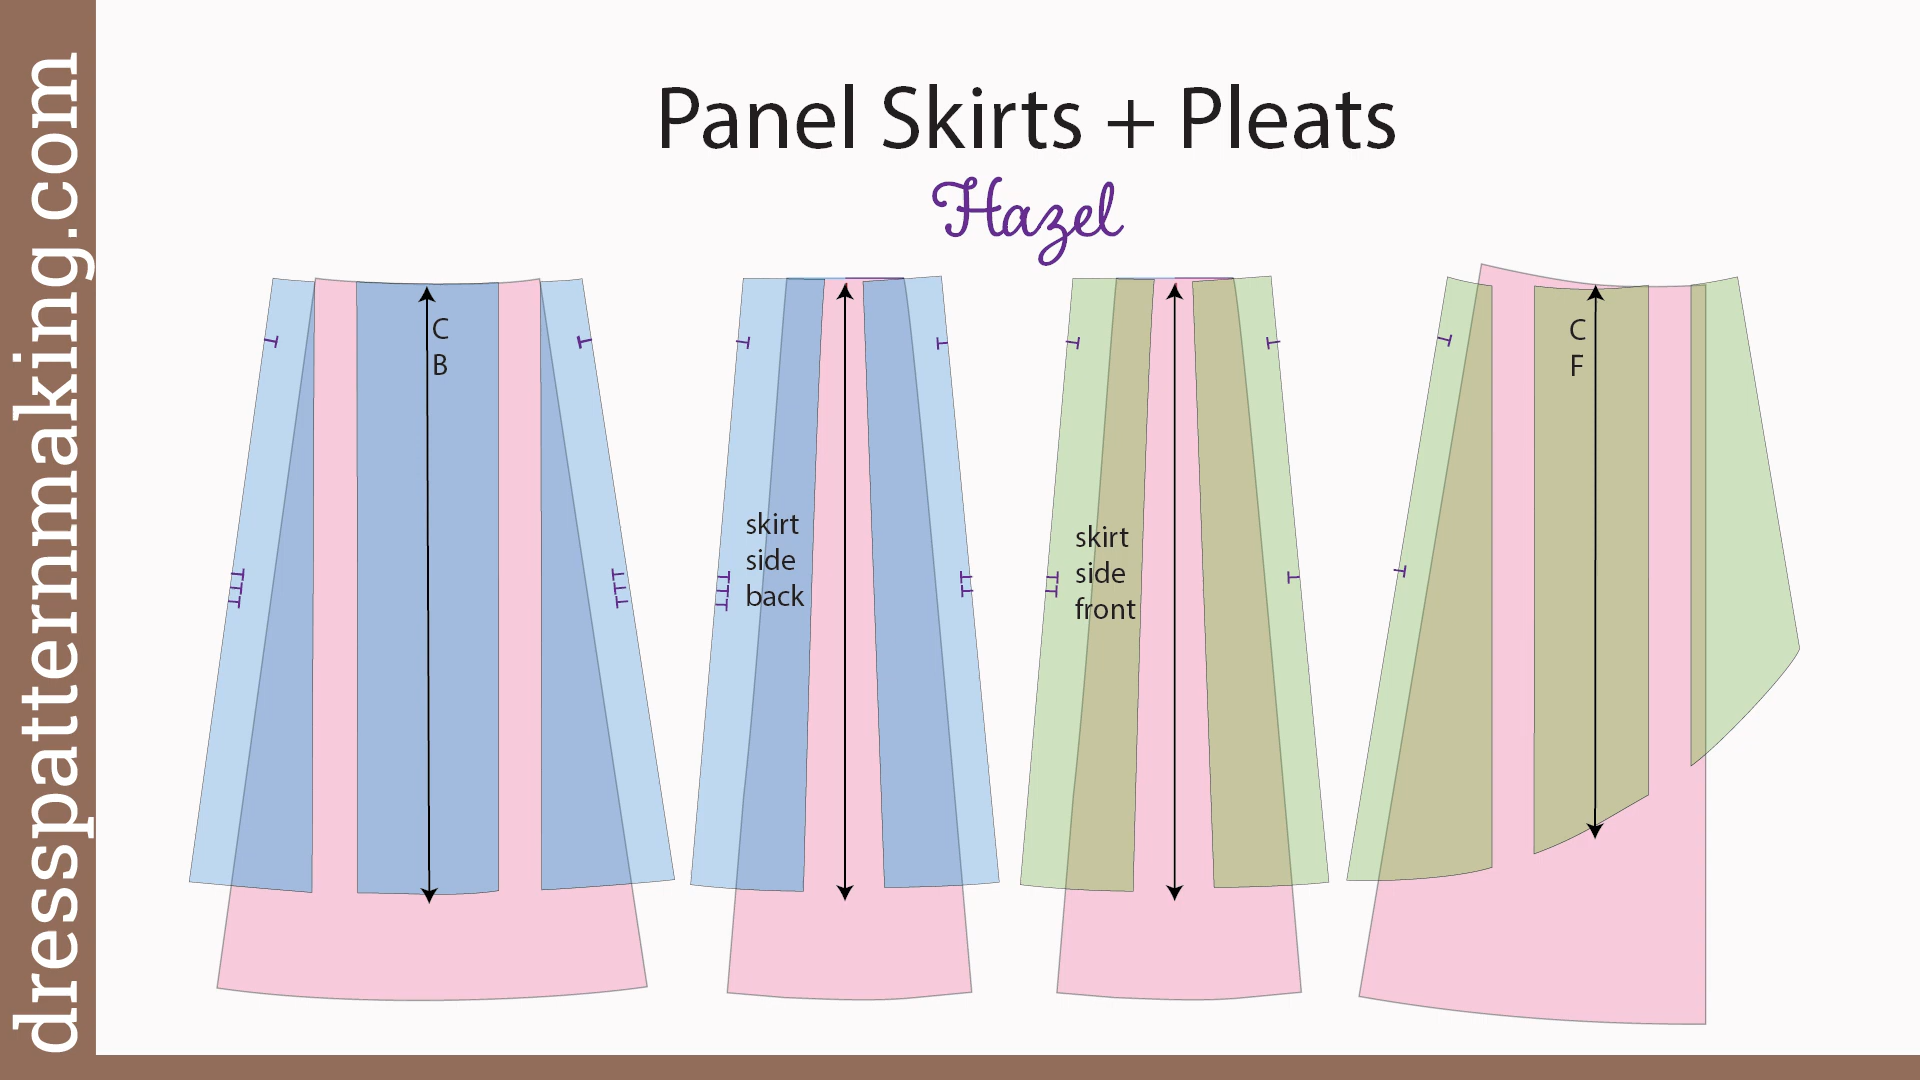 dresspatternmaking.com
Panel Skirts + Pleats
Hazel
C
B
skirt
side
back
skirt
side
front
C
F